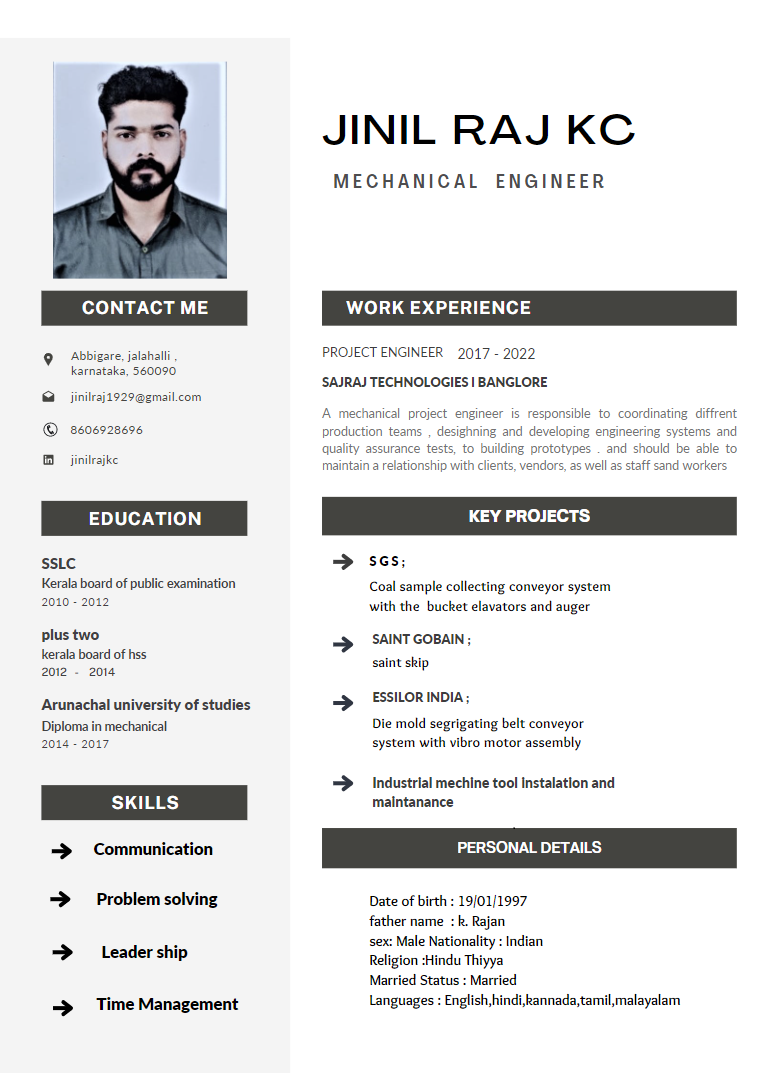 JINIL RAJ KC
MECHANICAL ENGINEER
CONTACT ME
Abbigare, jalahalli ,
karnataka, 560090
jinilraj1929@gmail.com
8606928696
jinilrajkc
EDUCATION
SSLC
Kerala board of public examination
2010 - 2012
plus two
kerala board of hss
2012 - 2014
Arunachal university of studies
Diploma in mechanical
2014 - 2017
SKILLS
Communication
Problem solving
Leader ship
Time Management
WORK EXPERIENCE
PROJECT ENGINEER 2017 - 2022
SAJRAJ TECHNOLOGIES I BANGLORE
A mechanical project engineer is responsible to coordinating diffrent
production teams , desighning and developing engineering systems and
quality assurance tests, to building prototypes . and should be able to
maintain a relationship with clients, vendors, as well as staff sand workers
KEY PROJECTS
SGS;
Coal sample collecting conveyor system
with the bucket elavators and auger
SAINT GOBAIN ;
saint skip
ESSILOR INDIA ;
Die mold segrigating belt conveyor
system with vibro motor assembly
Industrial mechine tool instalation and
maintanance
PERSONAL DETAILS
Date of birth : 19/01/1997
father name : k. Rajan
sex: Male Nationality : Indian
Religion :Hindu Thiyya
Married Status : Married
Languages : English,hindi,kannada,tamil,malayalam